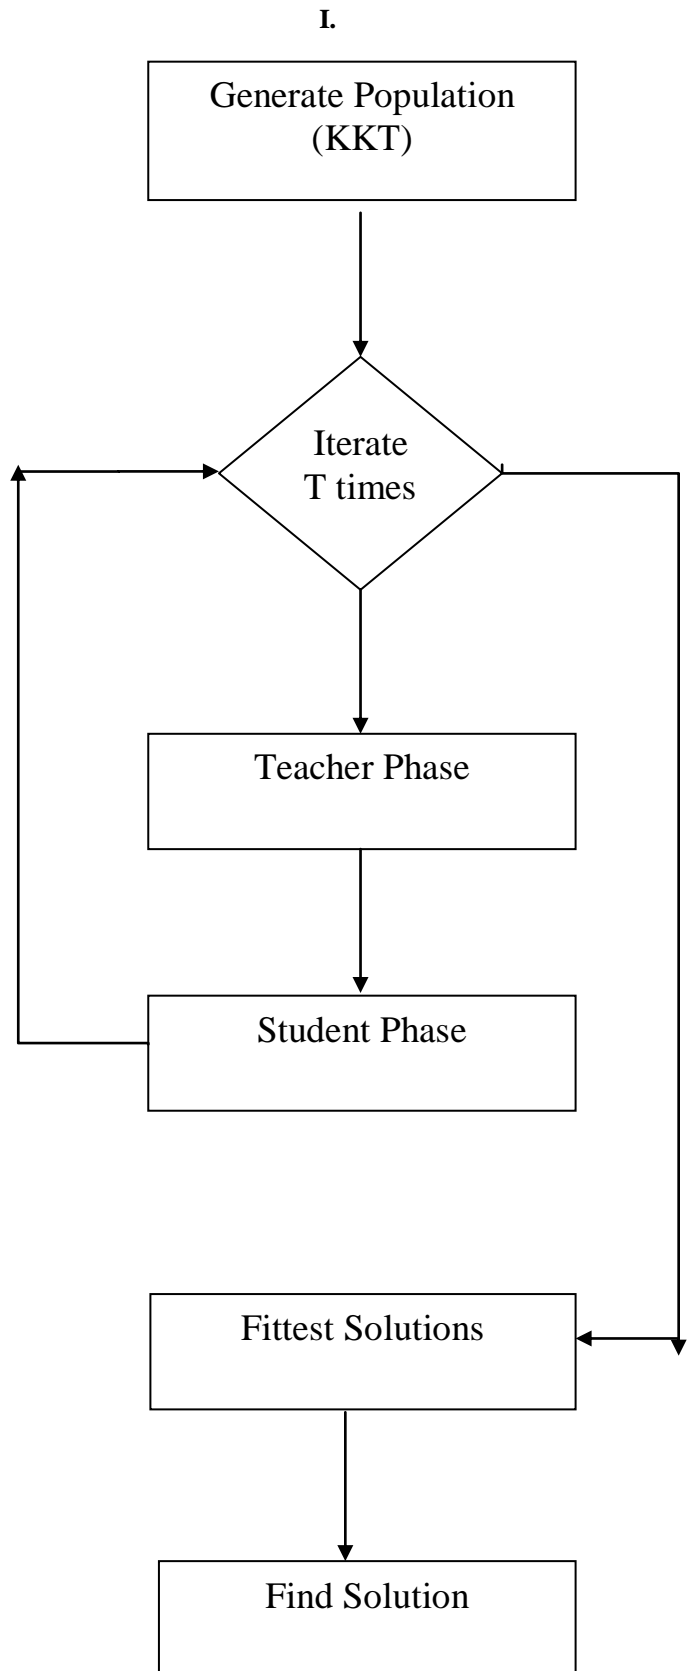 I.
Generate Population
(KKT)
Iterate
T times
Teacher Phase
Student Phase
Fittest Solutions
Find Solution